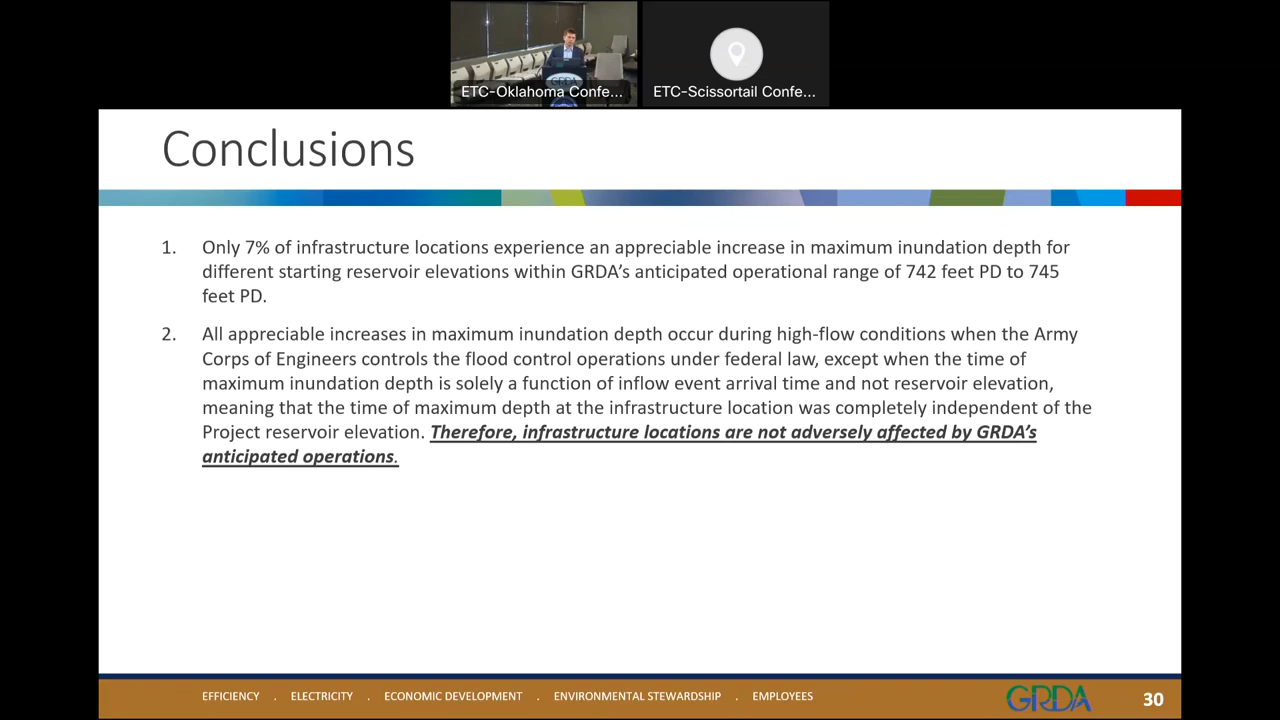 ETC-Oklahoma Confe...
ETC-Scissortail Confe...
GRDA
Conclusions
1. Only 7% of infrastructure locations experience an appreciable increase in maximum inundation depth for
different starting reservoir elevations within GRDA's anticipated operational range of 742 feet PD to 745
feet PD.
2. All appreciable increases in maximum inundation depth occur during high-flow conditions when the Army
Corps of Engineers controls the flood control operations under federal law, except when the time of
maximum inundation depth is solely a function of inflow event arrival time and not reservoir elevation,
meaning that the time of maximum depth at the infrastructure location was completely independent of the
Project reservoir elevation. Therefore, infrastructure locations are not adversely affected by GRDA's
anticipated operations.
EFFICIENCY . ELECTRICITY . ECONOMIC DEVELOPMENT . ENVIRONMENTAL STEWARDSHIP . EMPLOYEES
GRDA
30